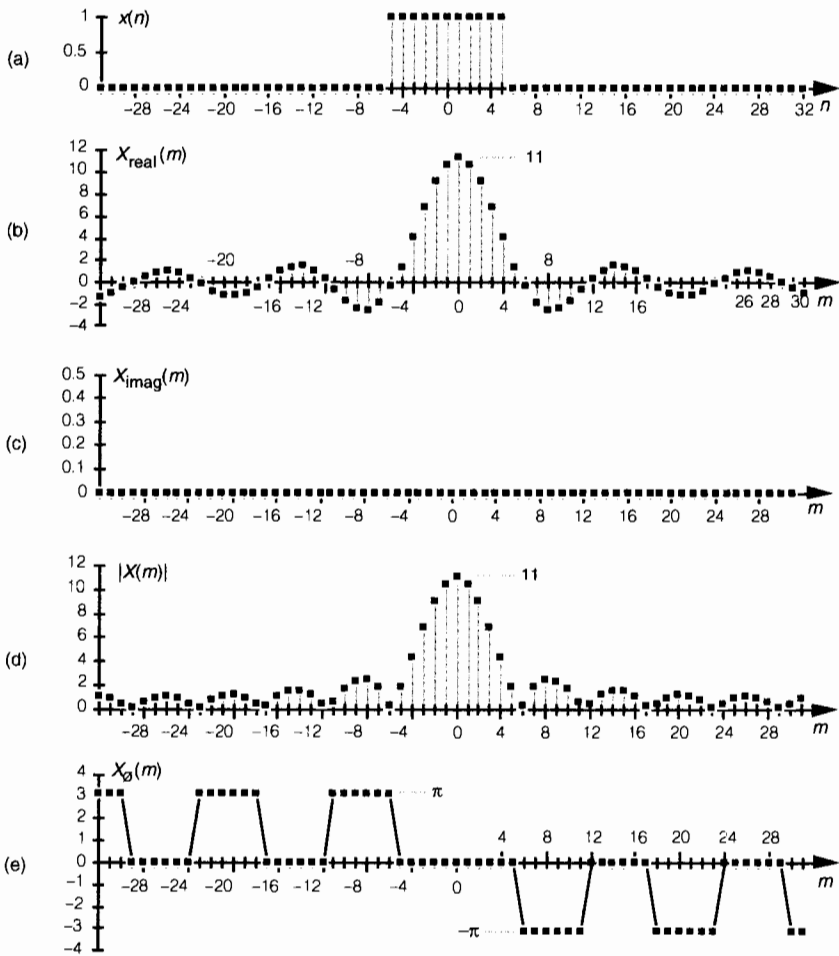 (a)
x(n)
1
0.5
0
-28 -24 -20 -16 -12 -8 -4 0 4 8 12 16 20 24 28 32 n
(b)
X real (m)
12
10
8
6
4
2
0
-2
-4
11
-20 -8 8
-28 -24 -16 -12 -4 0 4 12 16 26 28 30 m
(c)
X imag (m)
0.5
0.4
0.3
0.2
0.1
0
-28 -24 -20 -16 -12 -8 -4 0 4 8 12 16 20 24 28 m
(d)
|X(m)|
12
10
8
6
4
2
0
11
-28 -24 -20 -16 -12 -8 -4 0 4 8 12 16 20 24 28 m
(e)
Xø(m)
4
3
2
1
0
-1
-2
-3
-4
π
4 8 12 16 20 24 28
-28 -24 -20 -16 -12 -8 -4 0 m
-π